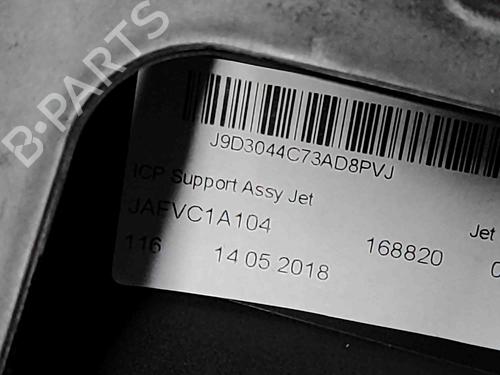 B-PARTS
J9D3044C73AD8PVJ
ICP Support Assy Jet
Jet
JAFVC1A104
168820
116
14 05 2018